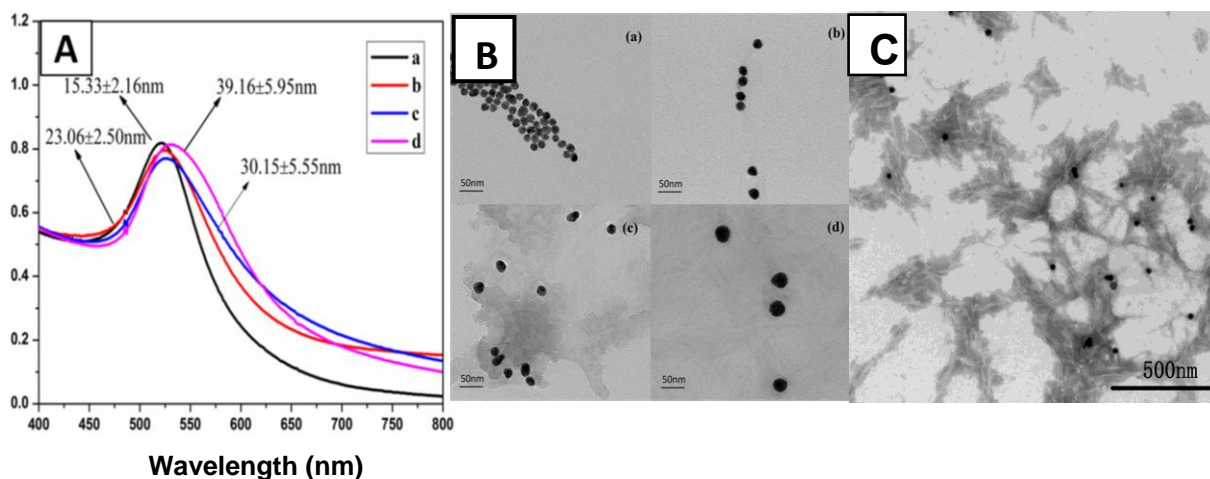 A
1.2
1.0
0.8
0.6
0.4
0.2
0.0
400 450 500 550 600 650 700 750 800
Wavelength (nm)
15.33±2.16nm
39.16±5.95nm
23.06±2.50nm
30.15±5.55nm
a
b
c
d
B
(a)
50nm
(b)
50nm
(c)
50nm
(d)
50nm
C
500nm